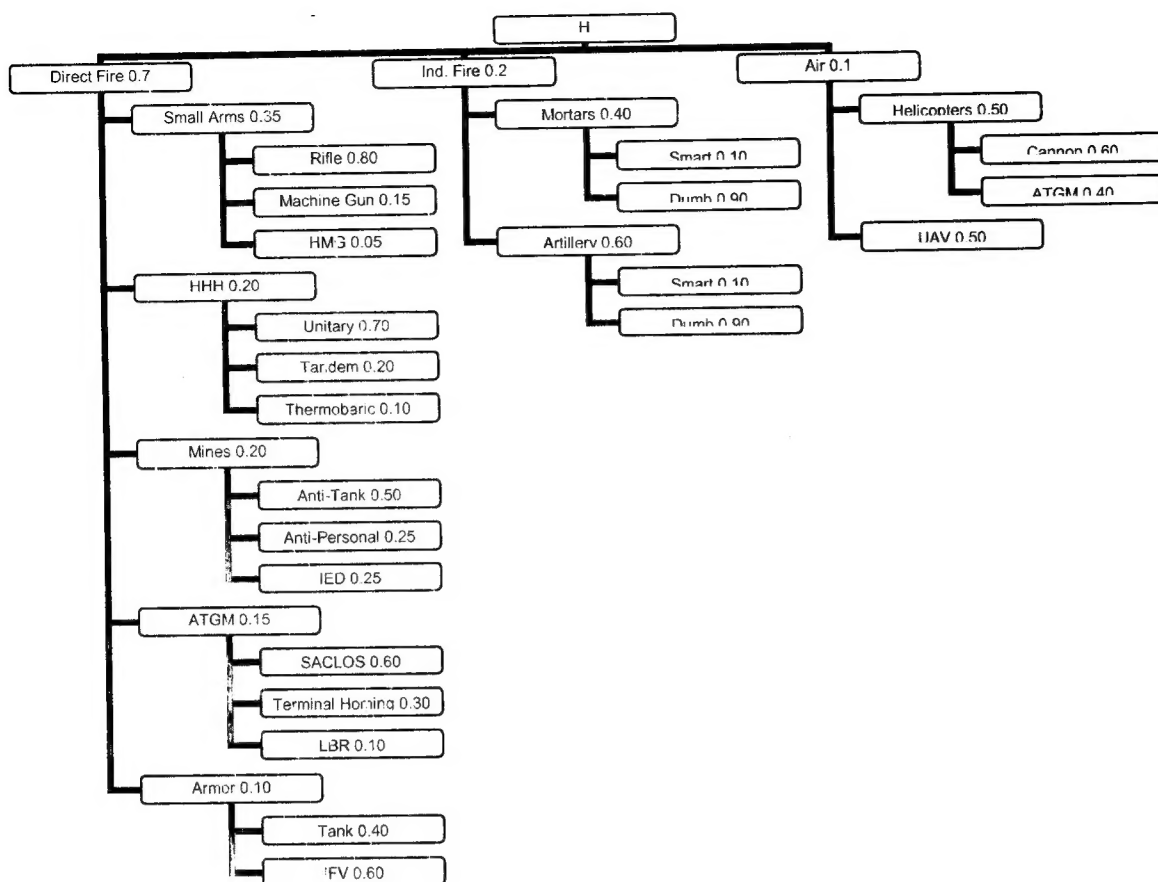 H
Direct Fire 0.7
Small Arms 0.35
Rifle 0.80
Machine Gun 0.15
HMG 0.05
HHH 0.20
Unitary 0.70
Tandem 0.20
Thermobaric 0.10
Mines 0.20
Anti-Tank 0.50
Anti-Personal 0.25
IED 0.25
ATGM 0.15
SACLOS 0.60
Terminal Homing 0.30
LBR 0.10
Armor 0.10
Tank 0.40
IFV 0.60
Ind. Fire 0.2
Mortars 0.40
Smart 0.10
Dumb 0.90
Artillery 0.60
Smart 0.10
Dumb 0.90
Air 0.1
Helicopters 0.50
Cannon 0.60
ATGM 0.40
UAV 0.50